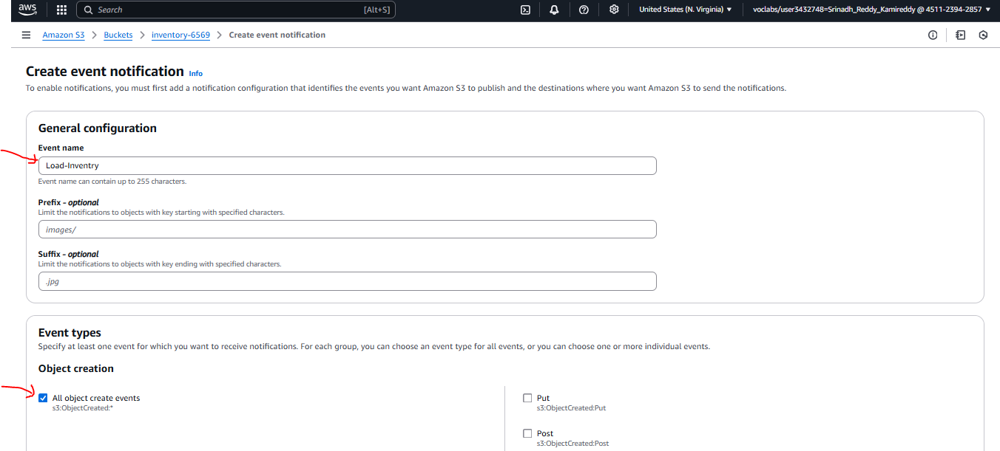 aws
Search
[Alt+S]
United States (N. Virginia) ▼
voclabs/user3432748=Srinadh_Reddy_Kamireddy @ 4511-2394-2857 ▼
Amazon S3 > Buckets > inventory-6569 > Create event notification
Create event notification Info
To enable notifications, you must first add a notification configuration that identifies the events you want Amazon S3 to publish and the destinations where you want Amazon S3 to send the notifications.
General configuration
Event name
Load-Inventry
Event name can contain up to 255 characters.
Prefix - optional
Limit the notifications to objects with key starting with specified characters.
images/
Suffix - optional
Limit the notifications to objects with key ending with specified characters.
.jpg
Event types
Specify at least one event for which you want to receive notifications. For each group, you can choose an event type for all events, or you can choose one or more individual events.
Object creation
All object create events
s3:ObjectCreated:*
Put
s3:ObjectCreated:Put
Post
s3:ObjectCreated:Post